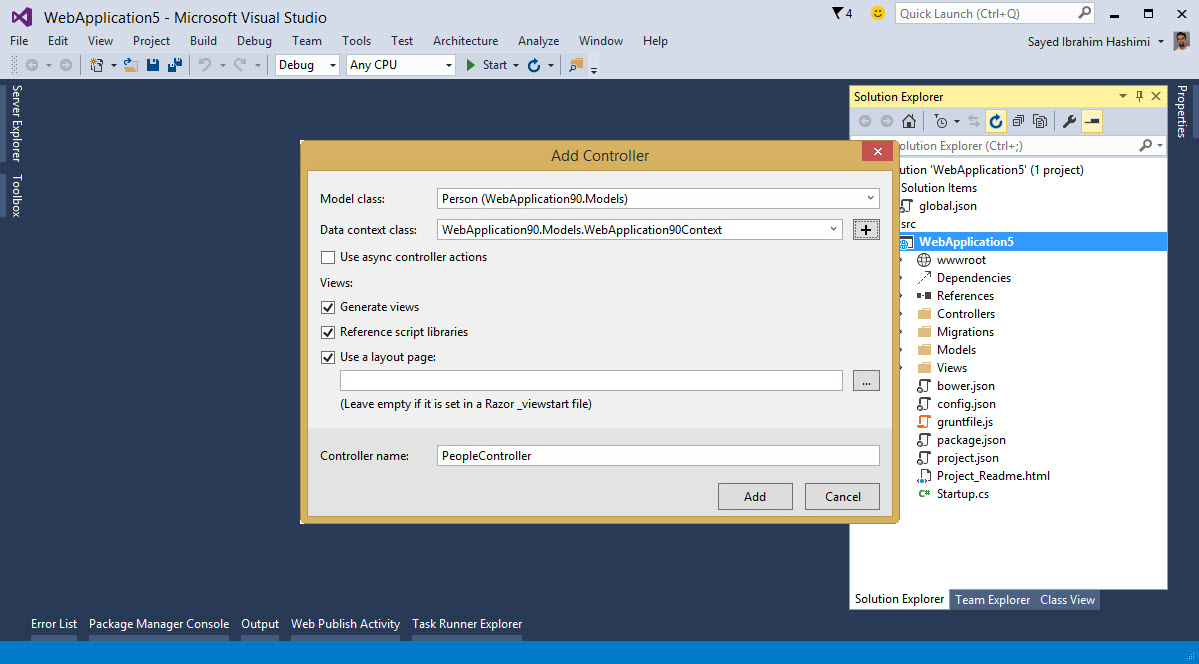 WebApplication5 - Microsoft Visual Studio
4
Quick Launch (Ctrl+Q)
File Edit View Project Build Debug Team Tools Test Architecture Analyze Window Help
Sayed Ibrahim Hashimi
Debug Any CPU Start
Server Explorer
Toolbox
Add Controller
Model class: Person (WebApplication90.Models)
Data context class: WebApplication90.Models.WebApplication90Context
Use async controller actions
Views:
Generate views
Reference script libraries
Use a layout page:
...
(Leave empty if it is set in a Razor _viewstart file)
Controller name: PeopleController
Add Cancel
Solution Explorer
olution Explorer (Ctrl+;)
ution 'WebApplication5' (1 project)
Solution Items
global.json
src
WebApplication5
wwwroot
Dependencies
References
Controllers
Migrations
Models
Views
bower.json
config.json
gruntfile.js
package.json
project.json
Project_Readme.html
C# Startup.cs
Solution Explorer Team Explorer Class View
Properties
Error List Package Manager Console Output Web Publish Activity Task Runner Explorer